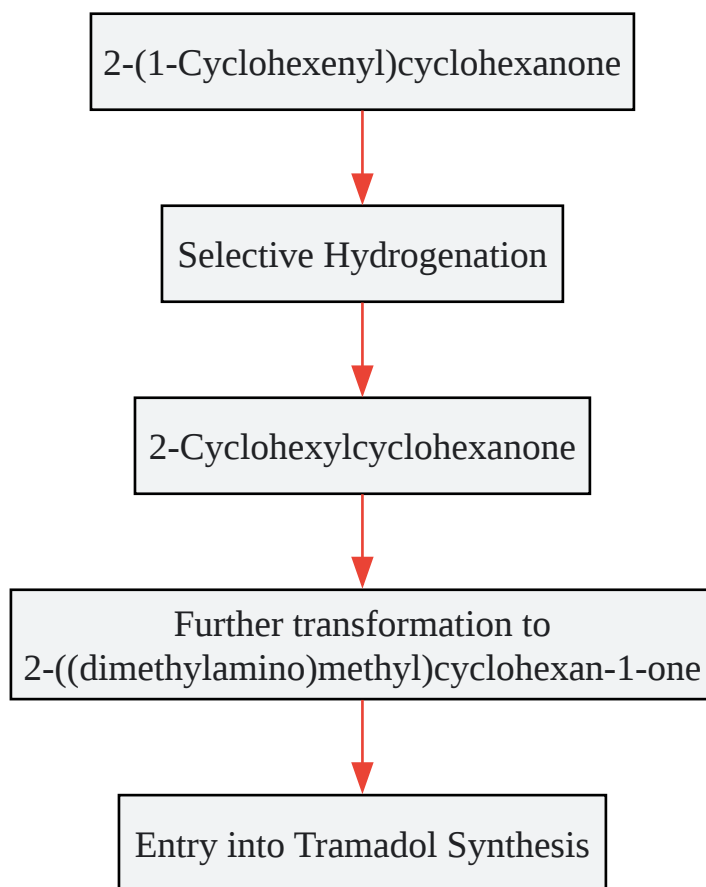 2-(1-Cyclohexenyl)cyclohexanone
Selective Hydrogenation
2-Cyclohexylcyclohexanone
Further transformation to
2-((dimethylamino)methyl)cyclohexan-1-one
Entry into Tramadol Synthesis